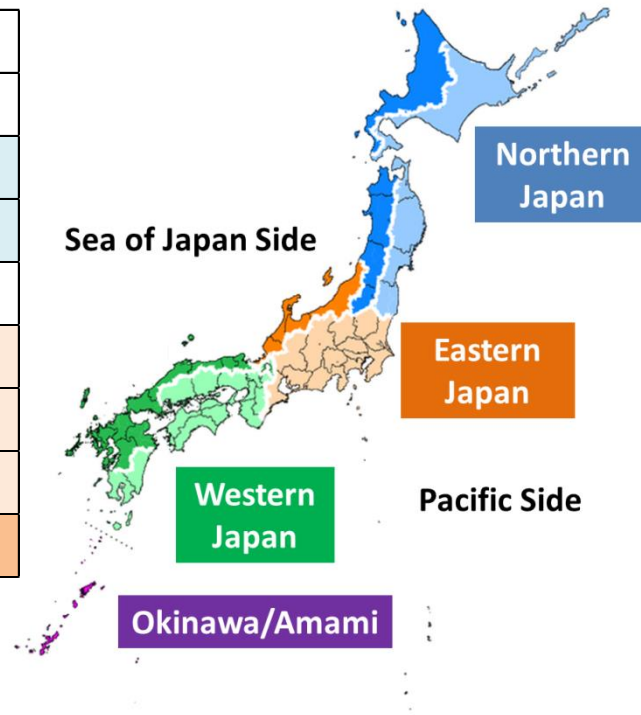 Northern
Japan
Sea of Japan Side
Eastern
Japan
Western
Japan
Pacific Side
Okinawa/Amami